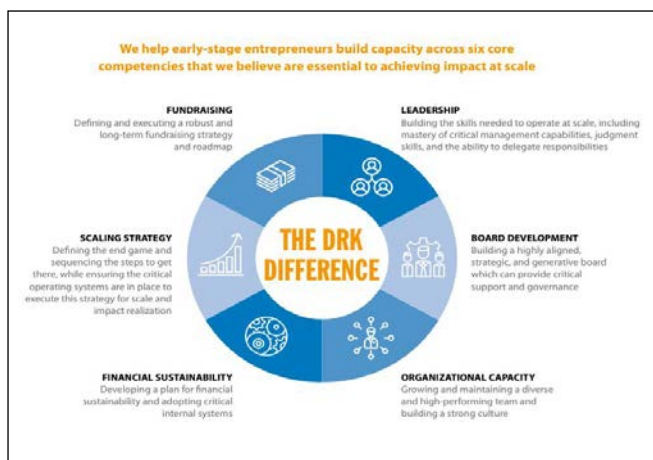 We help early-stage entrepreneurs build capacity across six core
competencies that we believe are essential to achieving impact at scale
FUNDRAISING
Defining and executing a robust and
long-term fundraising strategy
and roadmap
LEADERSHIP
Building the skills needed to operate at scale, including
mastery of critical management capabilities, judgment
skills, and the ability to delegate responsibilities
SCALING STRATEGY
Defining the end game and
sequencing the steps to get
there, while ensuring the critical
operating systems are in place to
execute this strategy for scale and
impact realization
THE DRK
DIFFERENCE
BOARD DEVELOPMENT
Building a highly aligned,
strategic, and generative board
which can provide critical
support and governance
FINANCIAL SUSTAINABILITY
Developing a plan for financial
sustainability and adopting critical
internal systems
ORGANIZATIONAL CAPACITY
Growing and maintaining a diverse
and high-performing team and
building a strong culture